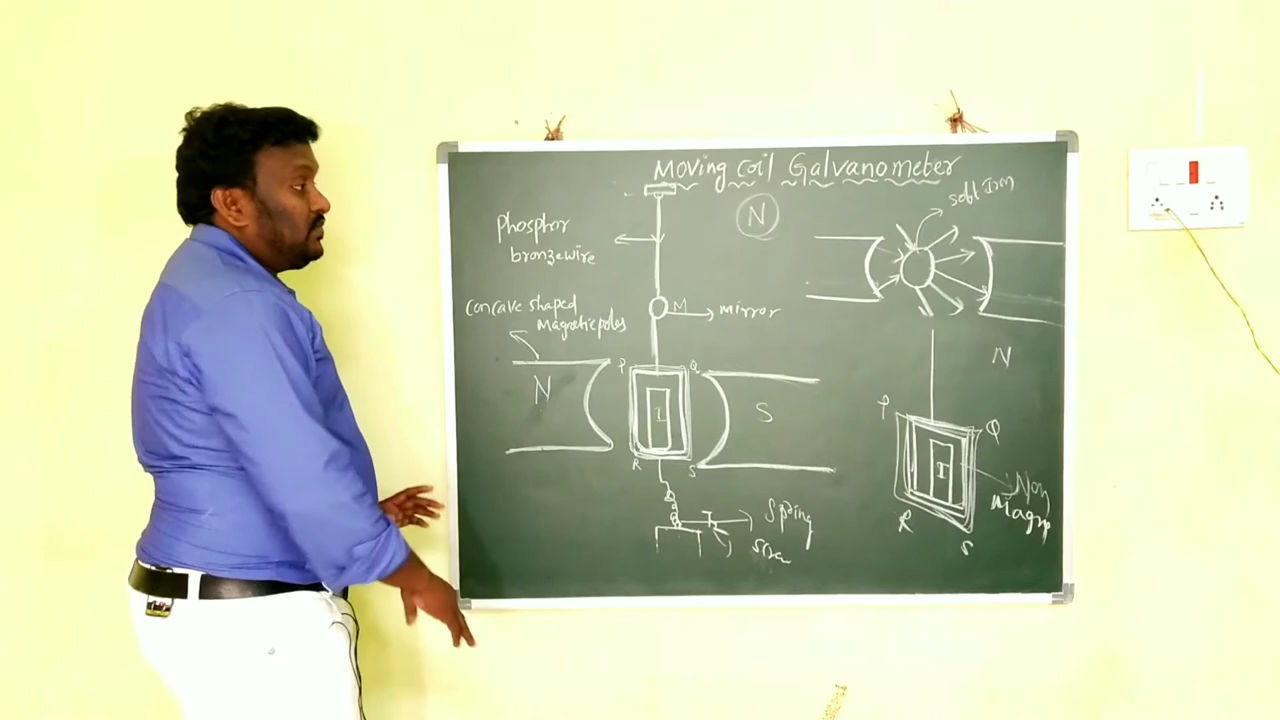 Moving coil Galvanometer
N
soft Iron
phosphor
bronze wire
M
mirror
concave shaped
Magnetic poles
N
P
Q
I
S
R
S
Spring
N
P
Q
I
Non
Magn
R
S